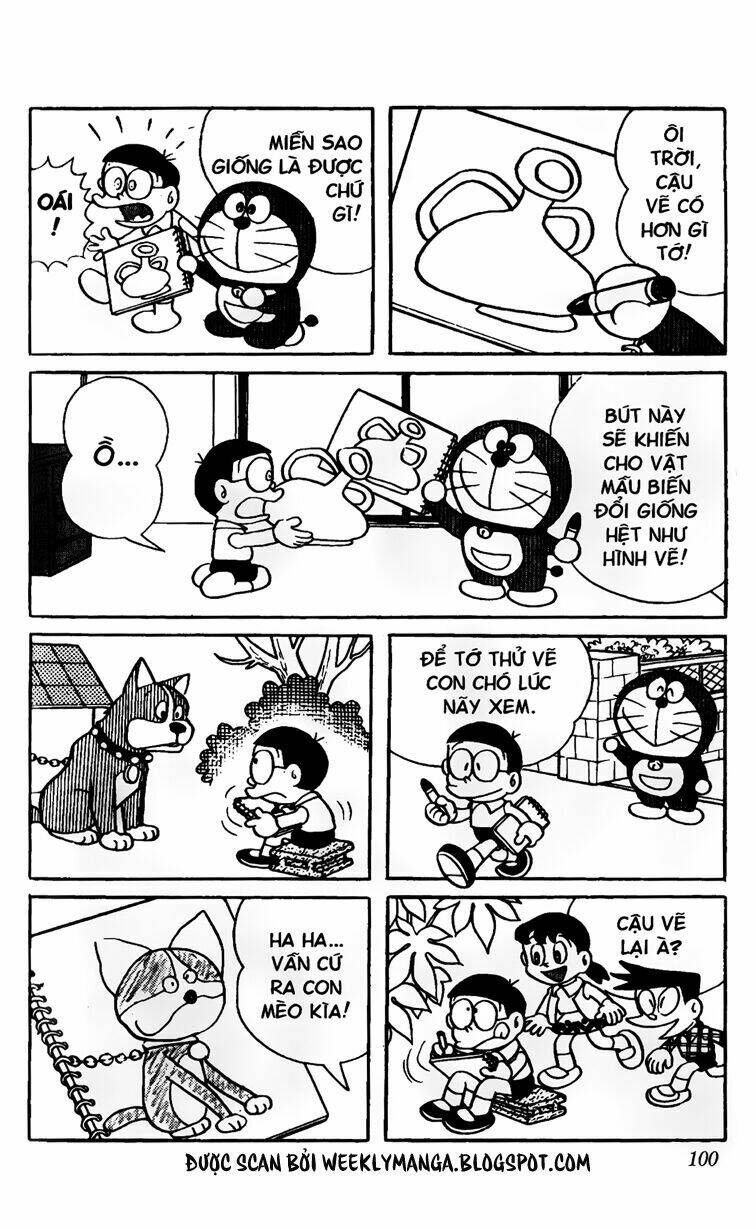 ÔI
TRỜI,
CẬU
VẼ CÓ
HƠN GÌ
TỚ!
MIỄN SAO
GIỐNG LÀ ĐƯỢC
CHỨ
GÌ!
OÁI
!
BÚT NÀY
SẼ KHIẾN
CHO VẬT
MẪU BIẾN
ĐỔI GIỐNG
HỆT NHƯ
HÌNH VẼ!
Ồ...
ĐỂ TỚ THỬ VẼ
CON CHÓ LÚC
NÃY XEM.
CẬU VẼ
LẠI À?
HA HA...
VẪN CỨ
RA CON
MÈO KÌA!
ĐƯỢC SCAN BỞI WEEKLYMANGA.BLOGSPOT.COM
100